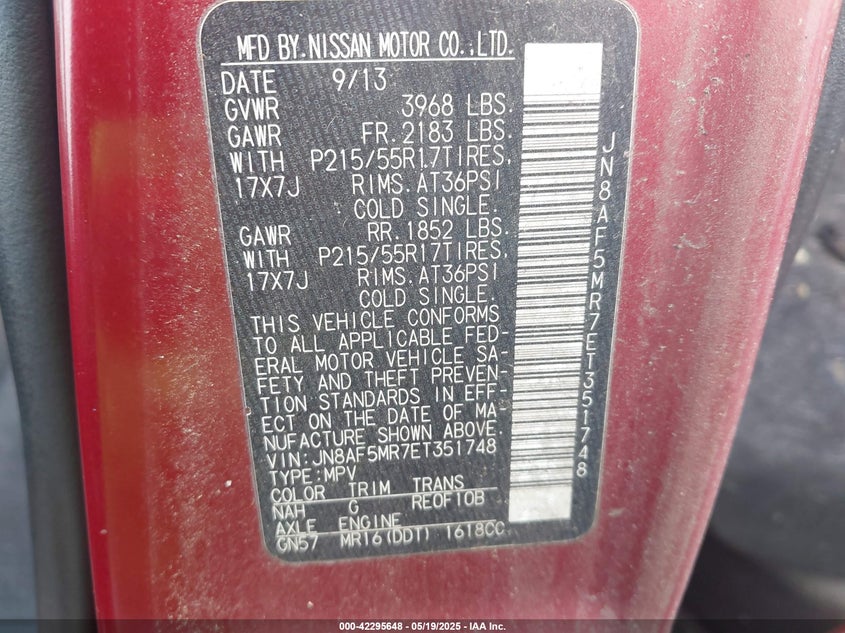 MFD BY.NISSAN MOTOR CO.,LTD.
DATE 9/13
GVWR 3968 LBS.
GAWR FR.2183 LBS.
WITH P215/55R17TIRES,
17X7J RIMS.AT36PSI
COLD SINGLE.
GAWR RR.1852 LBS.
WITH P215/55R17TIRES,
17X7J RIMS.AT36PSI
COLD SINGLE.
THIS VEHICLE CONFORMS
TO ALL APPLICABLE FED-
ERAL MOTOR VEHICLE SA-
FETY AND THEFT PREVEN-
TION STANDARDS IN EFF-
ECT ON THE DATE OF MA-
NUFACTURE SHOWN ABOVE.
VIN:JN8AF5MR7ET351748
TYPE:MPV
COLOR TRIM TRANS
NAH G RE0F10B
AXLE ENGINE
GN57 MR16(DDT) 1618CC
JN8AF5MR7ET351748
000-42295648 - 05/19/2025 - IAA Inc.